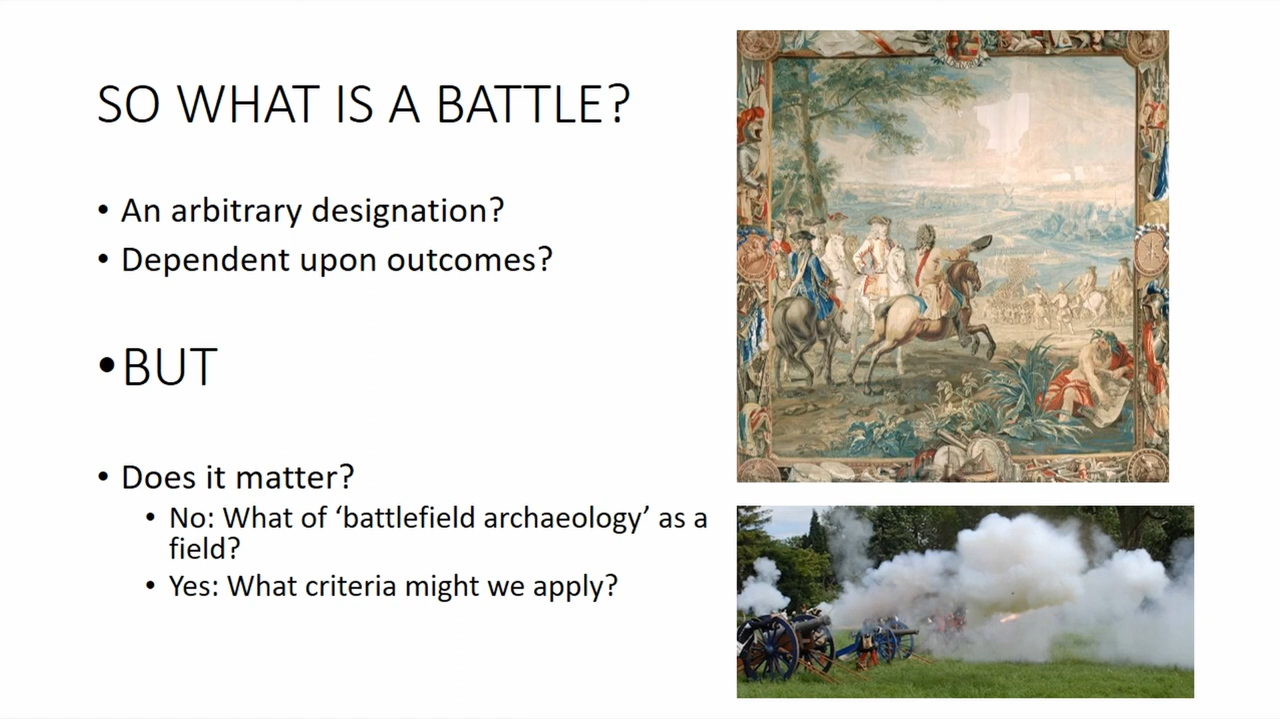 SO WHAT IS A BATTLE?
• An arbitrary designation?
• Dependent upon outcomes?
•BUT
• Does it matter?
• No: What of ‘battlefield archaeology’ as a
field?
• Yes: What criteria might we apply?